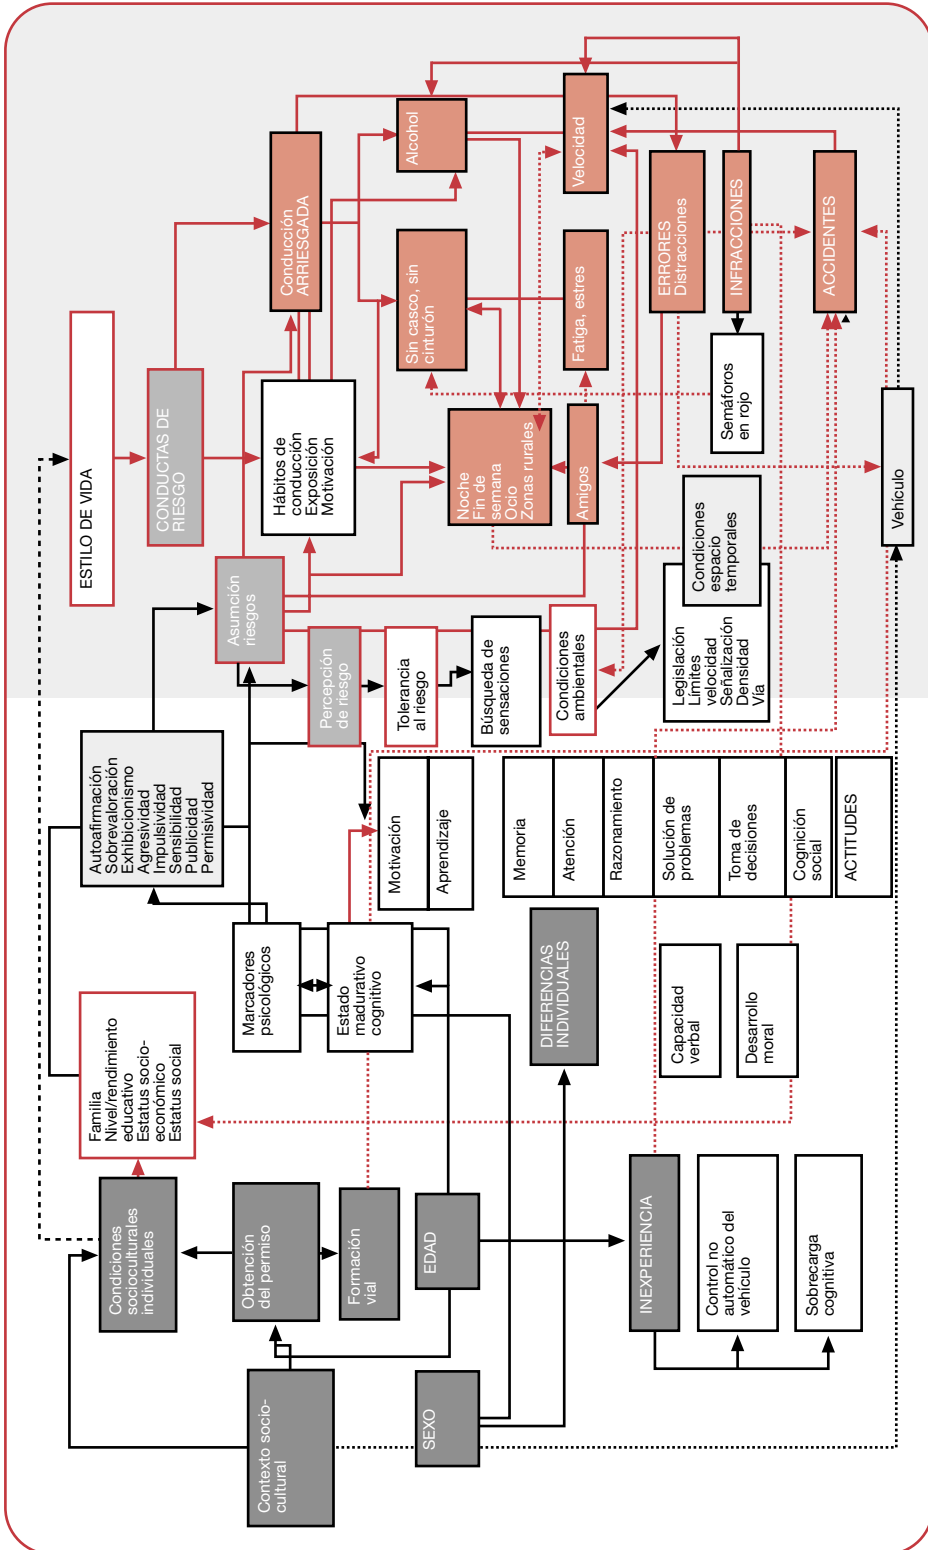 Contexto socio-
cultural
SEXO
Condiciones
socioculturales
individuales
Obtención
del permiso
Formación
vial
EDAD
INEXPERIENCIA
Control no
automático del
vehículo
Sobrecarga
cognitiva
Familia
Nivel/rendimiento
educativo
Estatus socio-
económico
Estatus social
Marcadores
psicológicos
Estado
madurativo
cognitivo
DIFERENCIAS
INDIVIDUALES
Capacidad
verbal
Desarrollo
moral
Autoafirmación
Sobrevaloración
Exhibicionismo
Agresividad
Impulsividad
Sensibilidad
Publicidad
Permisividad
Motivación
Aprendizaje
Memoria
Atención
Razonamiento
Solución de
problemas
Toma de
decisiones
Cognición
social
ACTITUDES
Asumción
riesgos
Percepción
de riesgo
Tolerancia
al riesgo
Búsqueda de
sensaciones
Condiciones
ambientales
Legislación
Límites
velocidad
Señalización
Densidad
Vía
Condiciones
espacio
temporales
ESTILO DE VIDA
CONDUCTAS DE
RIESGO
Hábitos de
conducción
Exposición
Motivación
Noche
Fin de
semana
Ocio
Zonas rurales
Amigos
Semáforos
en rojo
Vehículo
Conducción
ARRIESGADA
Sin casco, sin
cinturón
Fatiga, estres
ERRORES
Distracciones
INFRACCIONES
ACCIDENTES
Alcohol
Velocidad